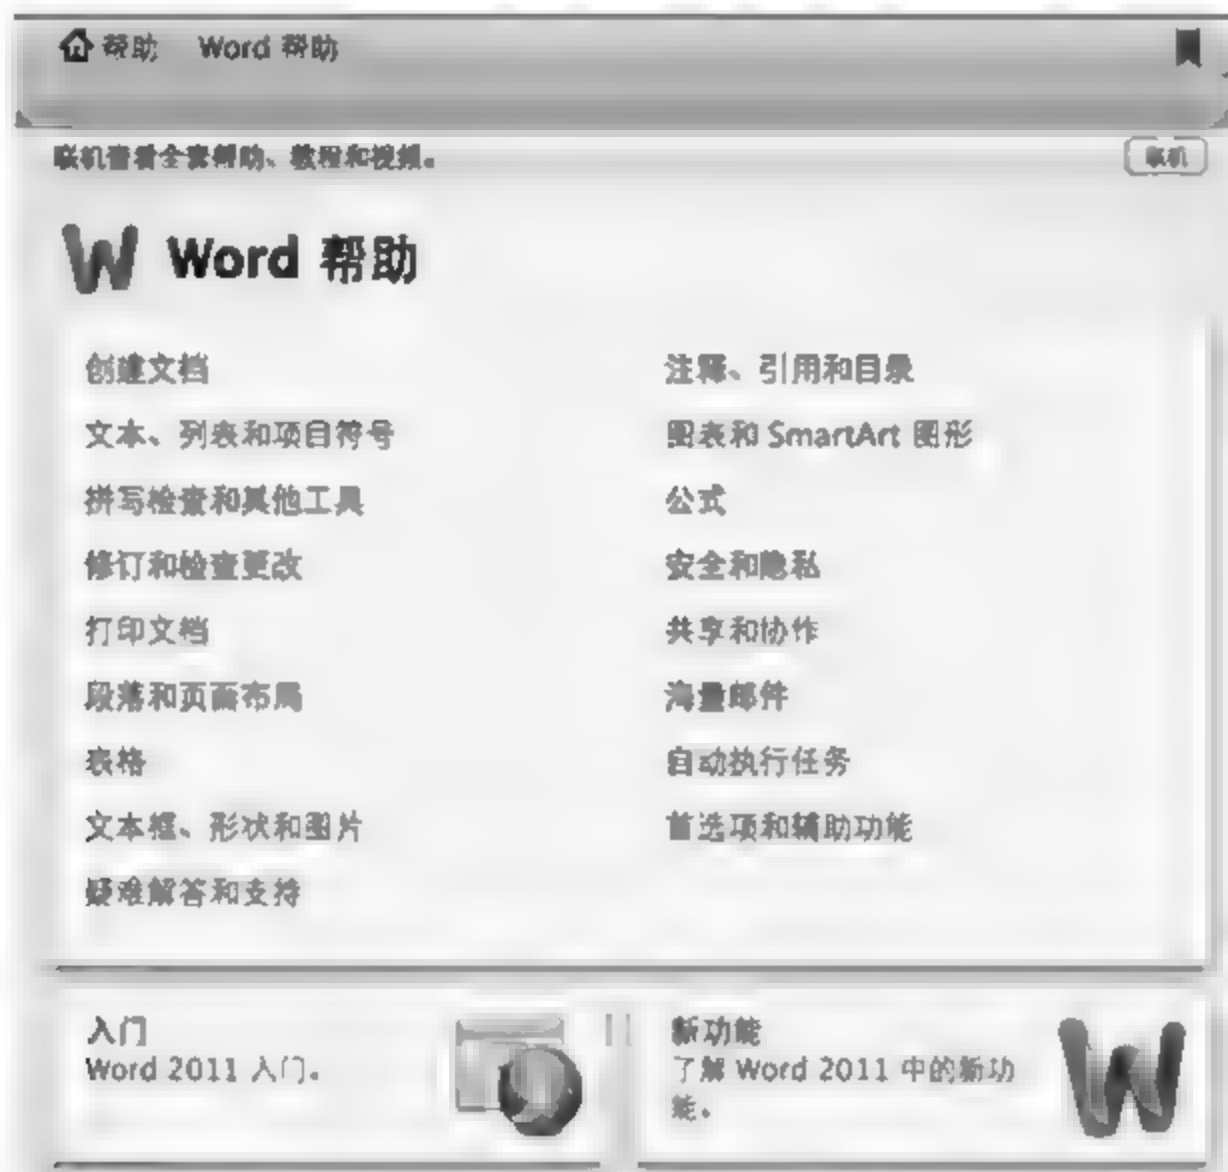 帮助 Word 帮助
联机查看全套帮助、教程和视频。 联机
Word 帮助
创建文档
文本、列表和项目符号
拼写检查和其他工具
修订和检查更改
打印文档
段落和页面布局
表格
文本框、形状和图片
疑难解答和支持
注释、引用和目录
图表和 SmartArt 图形
公式
安全和隐私
共享和协作
海量邮件
自动执行任务
首选项和辅助功能
入门
Word 2011 入门。
新功能
了解 Word 2011 中的新功
能。